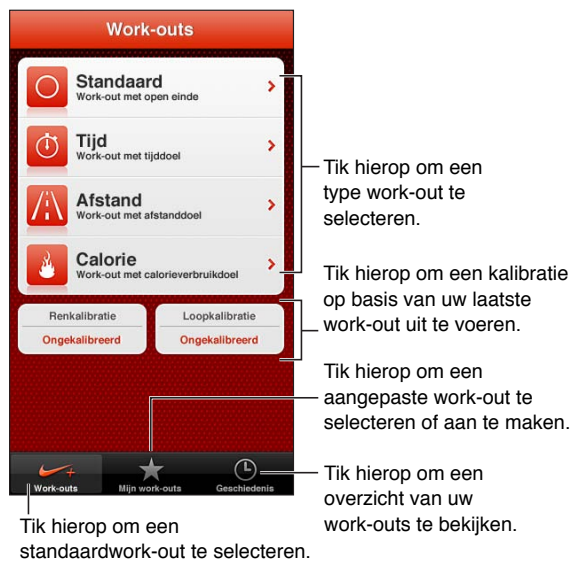 Work-outs
Standaard
Work-out met open einde
Tijd
Work-out met tijddoel
Afstand
Work-out met afstanddoel
Calorie
Work-out met calorieverbruikdoel
Renkalibratie
Ongekalibreerd
Loopkalibratie
Ongekalibreerd
Work-outs
Mijn work-outs
Geschiedenis
Tik hierop om een
type work-out te
selecteren.
Tik hierop om een kalibratie
op basis van uw laatste
work-out uit te voeren.
Tik hierop om een
aangepaste work-out te
selecteren of aan te maken.
Tik hierop om een
overzicht van uw
work-outs te bekijken.
Tik hierop om een
standaardwork-out te selecteren.